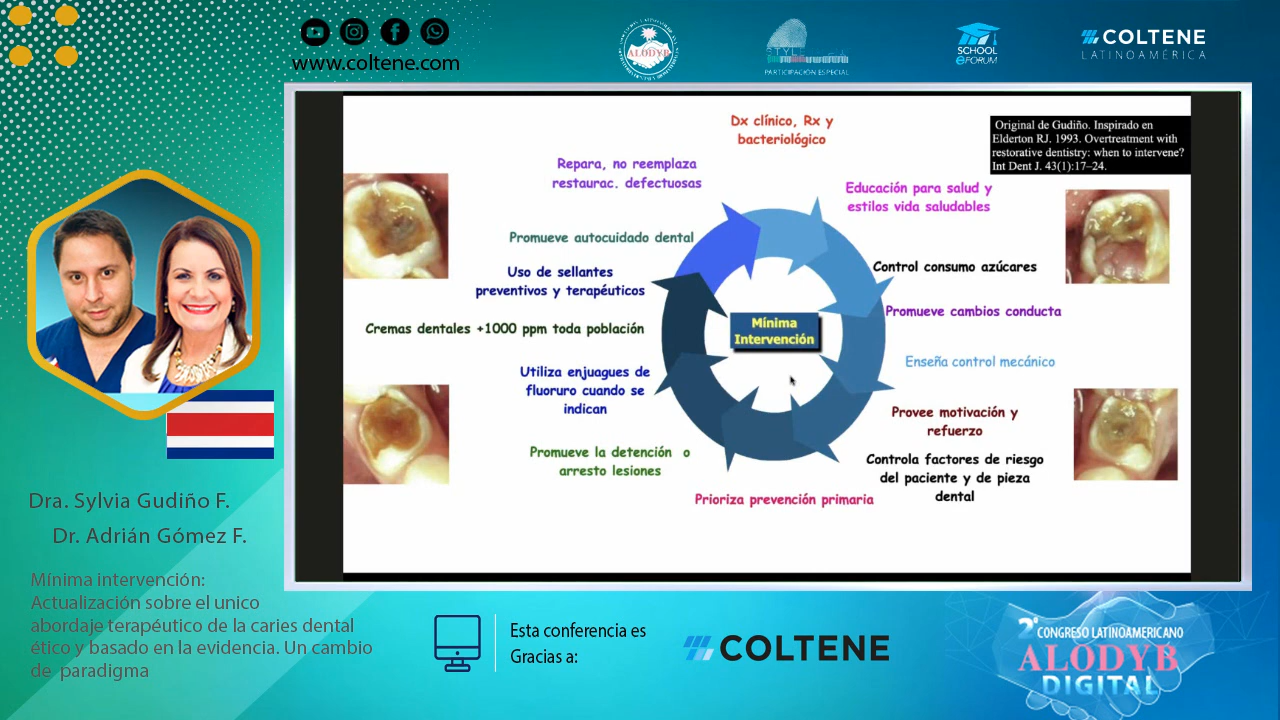 www.coltene.com
ALODYB
STYLE
PARTICIPACIÓN ESPECIAL
SCHOOL
eFORUM
COLTENE
LATINOAMÉRICA
Dx clínico, Rx y
bacteriológico
Original de Gudiño. Inspirado en
Elderton RJ. 1993. Overtreatment with
restorative dentistry: when to intervene?
Int Dent J. 43(1):17–24.
Repara, no reemplaza
restaurac. defectuosas
Educación para salud y
estilos vida saludables
Promueve autocuidado dental
Control consumo azúcares
Uso de sellantes
preventivos y terapéuticos
Promueve cambios conducta
Cremas dentales +1000 ppm toda población
Mínima
Intervención
Enseña control mecánico
Utiliza enjuagues de
fluoruro cuando se
indican
Provee motivación y
refuerzo
Promueve la detención o
arresto lesiones
Controla factores de riesgo
del paciente y de pieza
dental
Prioriza prevención primaria
Dra. Sylvia Gudiño F.
Dr. Adrián Gómez F.
Mínima intervención:
Actualización sobre el unico
abordaje terapéutico de la caries dental
ético y basado en la evidencia. Un cambio
de paradigma
Esta conferencia es
Gracias a:
COLTENE
2º CONGRESO LATINOAMERICANO
ALODYB
DIGITAL